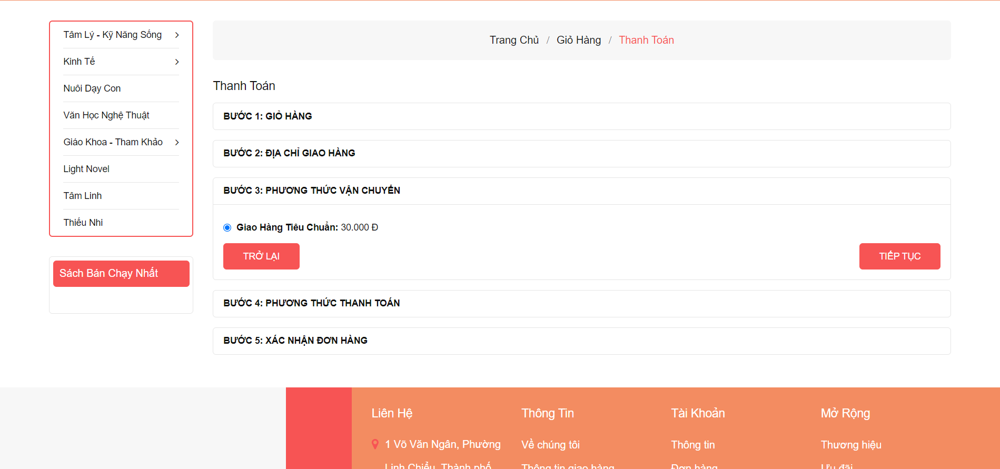 Tâm Lý - Kỹ Năng Sống
Kinh Tế
Nuôi Dạy Con
Văn Học Nghệ Thuật
Giáo Khoa - Tham Khảo
Light Novel
Tâm Linh
Thiếu Nhi
Sách Bán Chạy Nhất
Trang Chủ / Giỏ Hàng / Thanh Toán
Thanh Toán
BƯỚC 1: GIỎ HÀNG
BƯỚC 2: ĐỊA CHỈ GIAO HÀNG
BƯỚC 3: PHƯƠNG THỨC VẬN CHUYỂN
Giao Hàng Tiêu Chuẩn: 30.000 Đ
TRỞ LẠI
TIẾP TỤC
BƯỚC 4: PHƯƠNG THỨC THANH TOÁN
BƯỚC 5: XÁC NHẬN ĐƠN HÀNG
Liên Hệ
1 Võ Văn Ngân, Phường
Linh Chiểu, Thành phố
Thông Tin
Về chúng tôi
Thông tin giao hàng
Tài Khoản
Thông tin
Đơn hàng
Mở Rộng
Thương hiệu
Ưu đãi